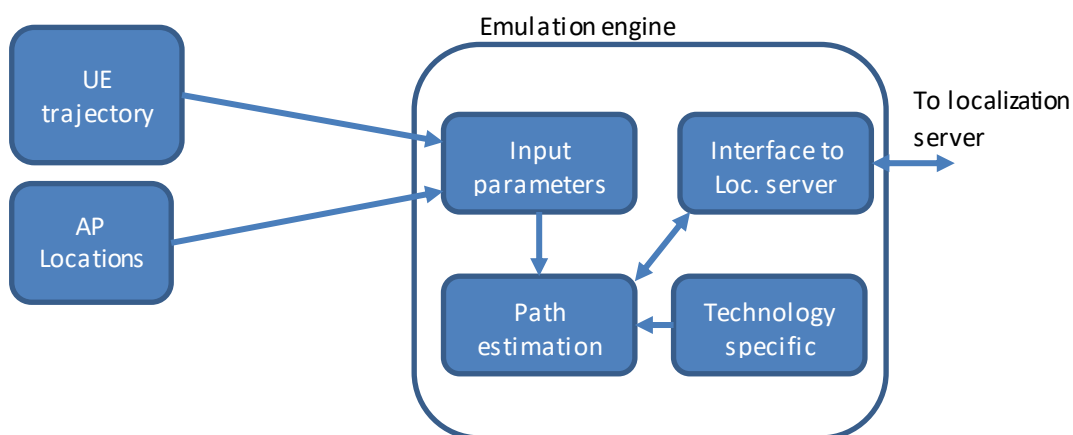 Emulation engine
UE
trajectory
AP
Locations
Input
parameters
Interface to
Loc. server
To localization
server
Path
estimation
Technology
specific